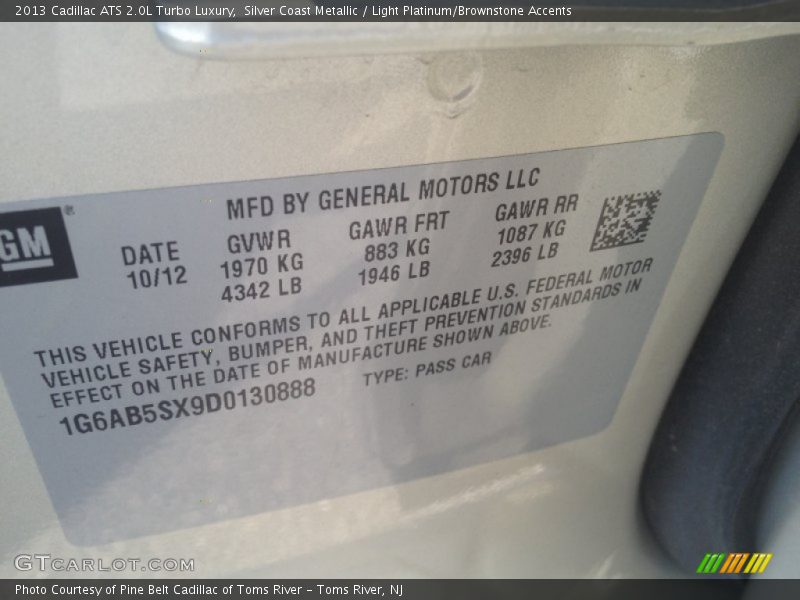 2013 Cadillac ATS 2.0L Turbo Luxury,  Silver Coast Metallic / Light Platinum/Brownstone Accents
MFD BY GENERAL MOTORS LLC
GM®
DATE
10/12
GVWR
1970 KG
4342 LB
GAWR FRT
883 KG
1946 LB
GAWR RR
1087 KG
2396 LB
THIS VEHICLE CONFORMS TO ALL APPLICABLE U.S. FEDERAL MOTOR
VEHICLE SAFETY, BUMPER, AND THEFT PREVENTION STANDARDS IN
EFFECT ON THE DATE OF MANUFACTURE SHOWN ABOVE.
1G6AB5SX9D0130888
TYPE: PASS CAR
GTCARLOT.COM
Photo Courtesy of Pine Belt Cadillac of Toms River – Toms River, NJ